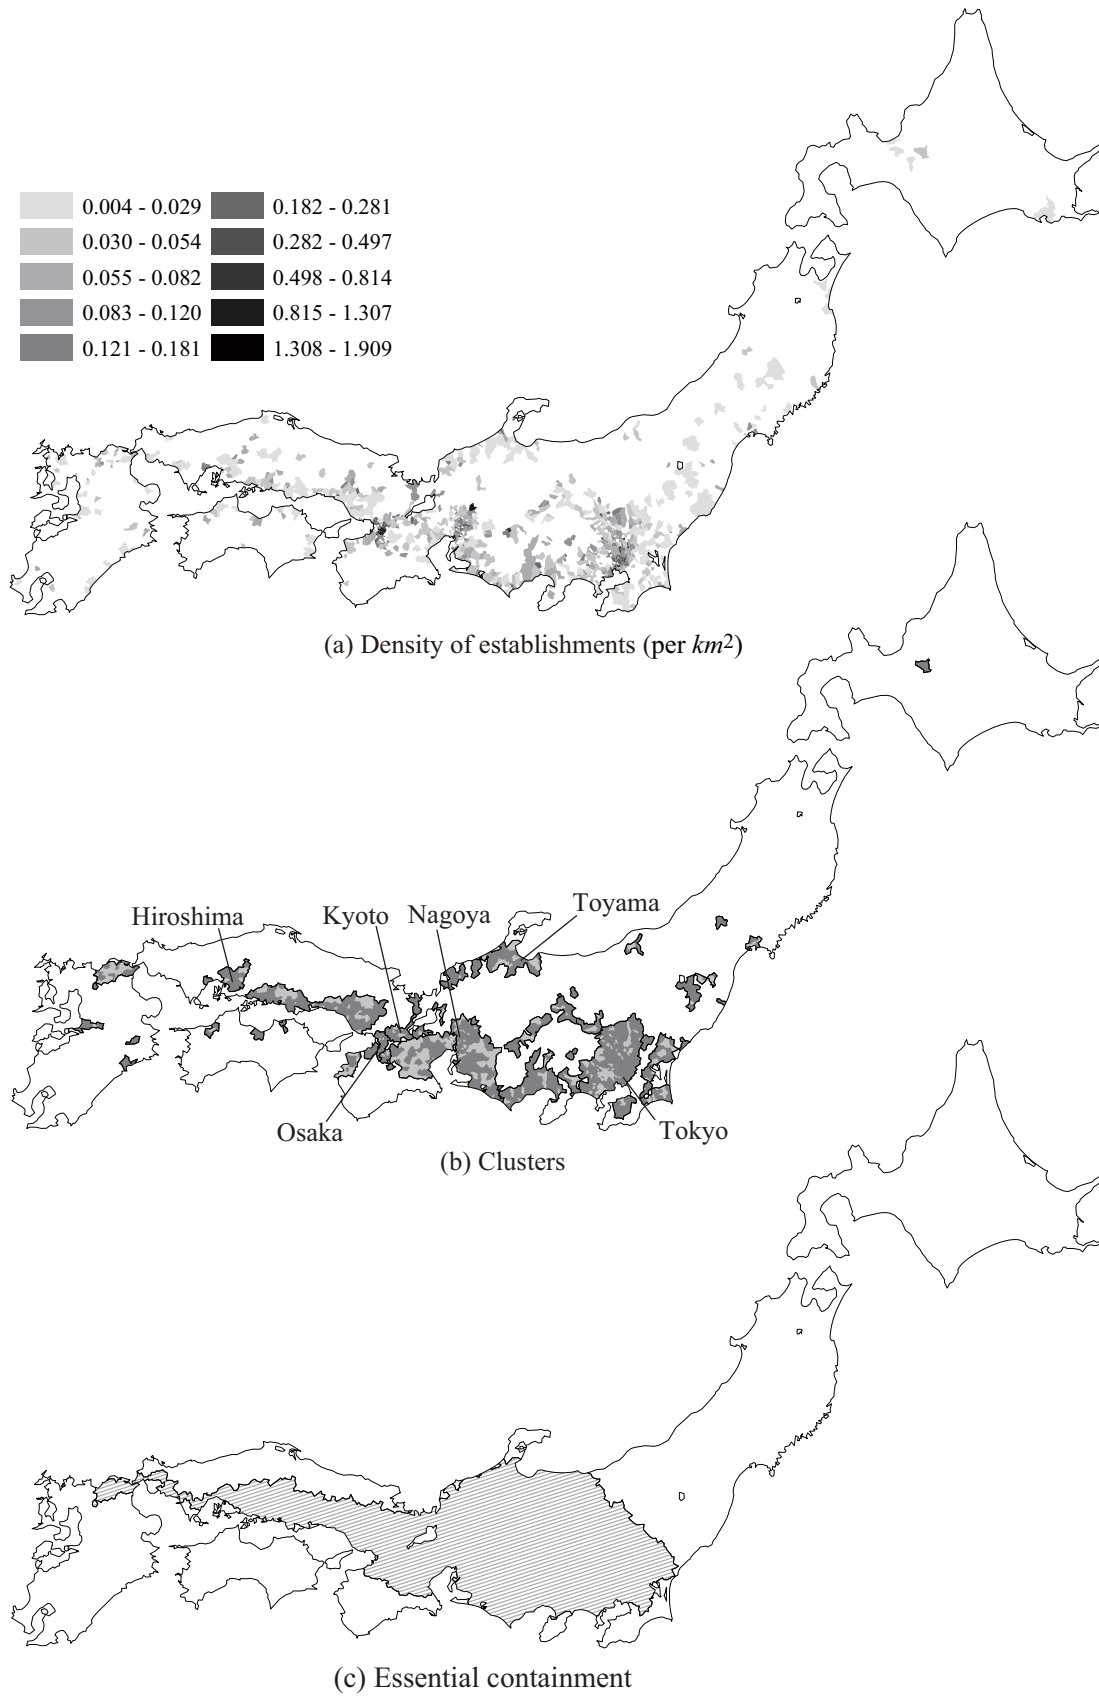 0.004 - 0.029 0.182 - 0.281
0.030 - 0.054 0.282 - 0.497
0.055 - 0.082 0.498 - 0.814
0.083 - 0.120 0.815 - 1.307
0.121 - 0.181 1.308 - 1.909
(a) Density of establishments (per km2)
Hiroshima Kyoto Nagoya Toyama
Osaka Tokyo
(b) Clusters
(c) Essential containment